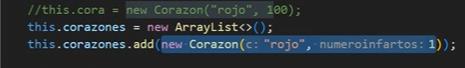 //this.cora = new Corazon("rojo", 100);
this.corazones = new ArrayList<>();
this.corazones.add(new Corazon(c: "rojo", numeroinfartos: 1));